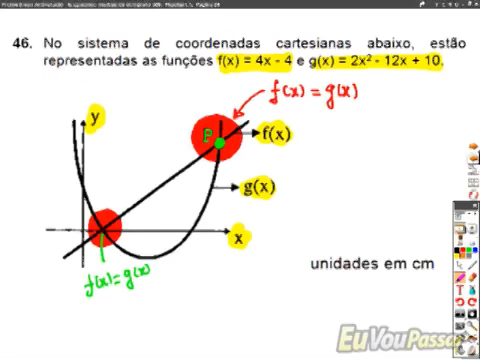 46. No sistema de coordenadas cartesianas abaixo, estão
representadas as funções f(x) = 4x - 4 e g(x) = 2x² - 12x + 10.
f(x) = g(x)
y
P
f(x)
g(x)
x
f(x) = g(x)
unidades em cm
EuVouPassar